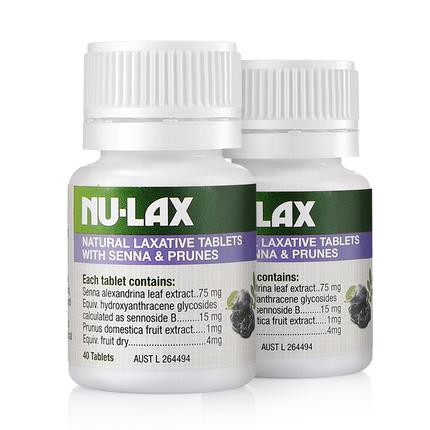 NU-LAX
NATURAL LAXATIVE TABLETS
WITH SENNA & PRUNES
Each tablet contains:
Senna alexandrina leaf extract..75 mg
Equiv. hydroxyanthracene glycosides
calculated as sennoside B.......15 mg
Prunus domestica fruit extract....1mg
Equiv. fruit dry.......................4mg
40 Tablets
AUST L 264494
LAX
LAXATIVE TABLETS
ENNA & PRUNES
contains:
drina leaf extract..75 mg
anthracene glycosides
s sennoside B.......15 mg
stica fruit extract....1mg
dry.......................4mg
AUST L 264494